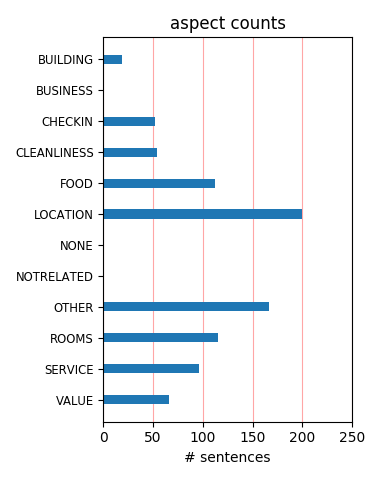 aspect counts
BUILDING
BUSINESS
CHECKIN
CLEANLINESS
FOOD
LOCATION
NONE
NOTRELATED
OTHER
ROOMS
SERVICE
VALUE
0 50 100 150 200 250
# sentences